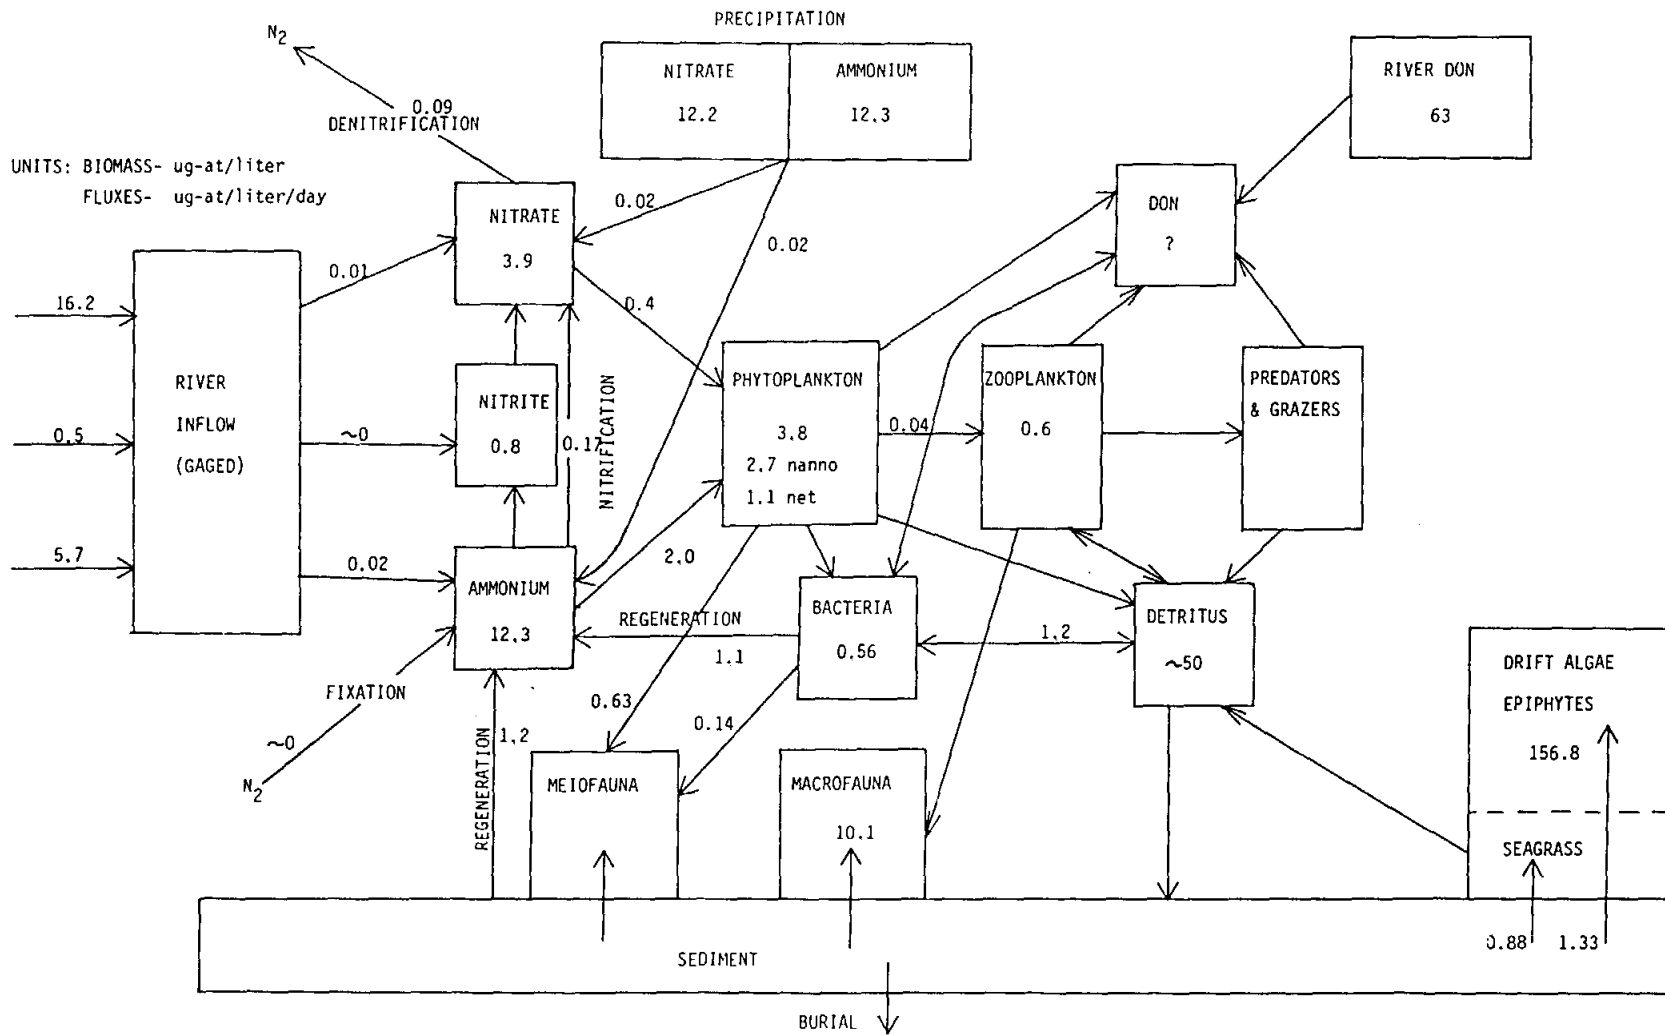 PRECIPITATION
N2
NITRATE
12.2
AMMONIUM
12.3
RIVER DON
63
0.09
DENITRIFICATION
UNITS: BIOMASS- ug-at/liter
FLUXES- ug-at/liter/day
NITRATE
3.9
0.02
0.02
DON
?
0.01
16.2
0.4
RIVER
INFLOW
(GAGED)
NITRITE
0.8
~0
0.5
0.17
NITRIFICATION
PHYTOPLANKTON
3.8
2.7 nanno
1.1 net
0.04
ZOOPLANKTON
0.6
PREDATORS
& GRAZERS
5.7
0.02
2.0
AMMONIUM
12.3
REGENERATION
1.1
BACTERIA
0.56
1.2
DETRITUS
~50
FIXATION
~0
N2
REGENERATION
1.2
0.63
0.14
MEIOFAUNA
MACROFAUNA
10.1
DRIFT ALGAE
EPIPHYTES
156.8
SEAGRASS
0.88
1.33
SEDIMENT
BURIAL